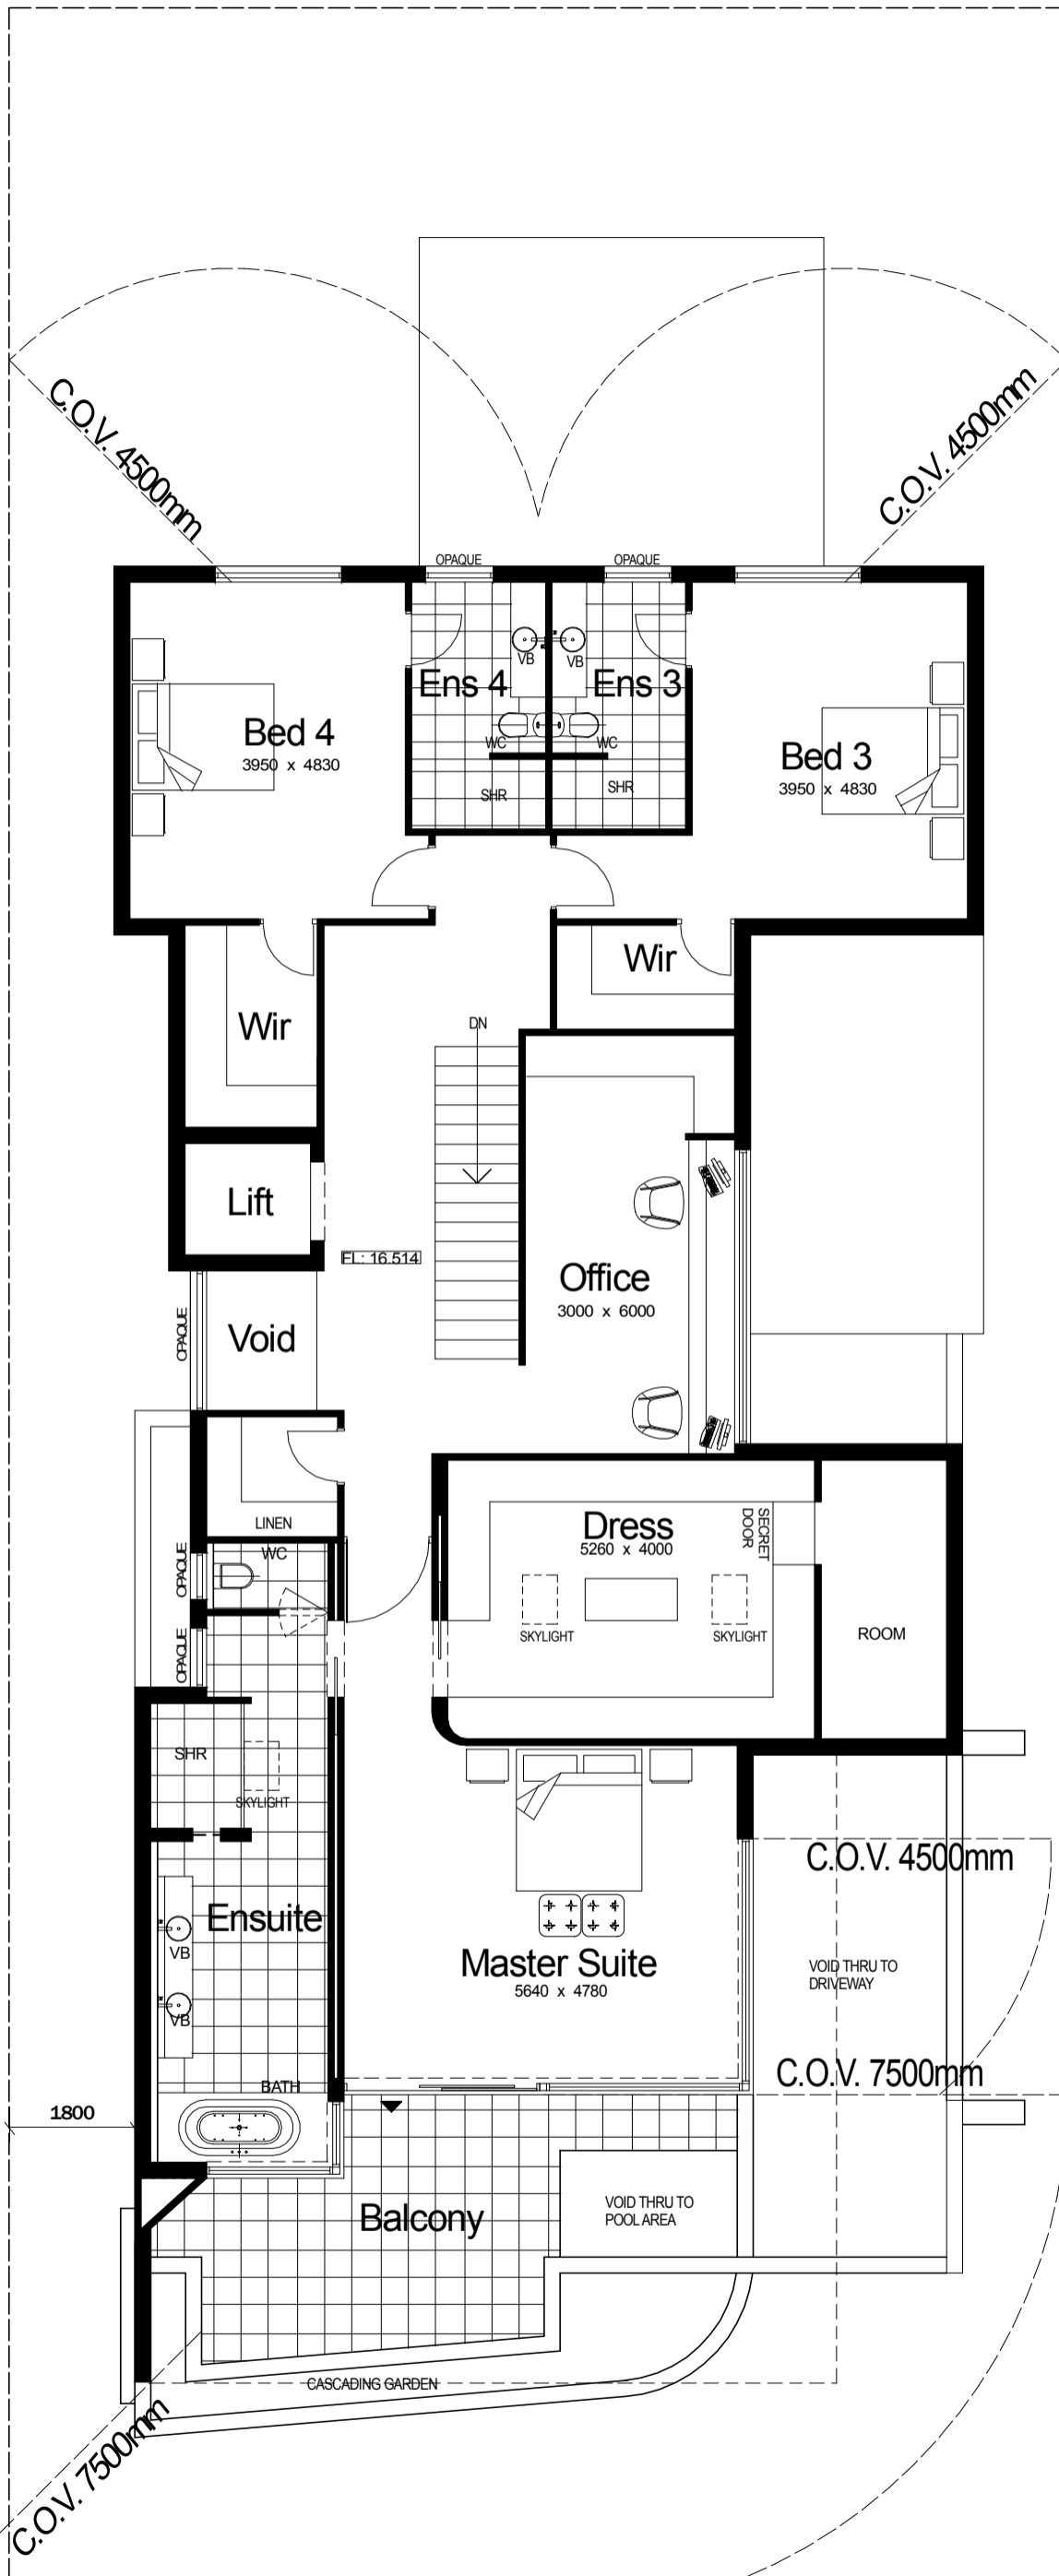 C.O.V. 4500mm
C.O.V. 4500mm
OPAQUE
OPAQUE
VB
VB
Ens 4
Ens 3
Bed 4
3950 x 4830
WC
WC
Bed 3
3950 x 4830
SHR
SHR
Wir
Wir
DN
Lift
FL: 16.514
Office
3000 x 6000
OPAQUE
Void
LINEN
Dress
5260 x 4000
SECRET
DOOR
WC
OPAQUE
SKYLIGHT
SKYLIGHT
ROOM
OPAQUE
SHR
SKYLIGHT
C.O.V. 4500mm
Ensuite
VB
VB
Master Suite
5640 x 4780
VOID THRU TO
DRIVEWAY
C.O.V. 7500mm
BATH
1800
Balcony
VOID THRU TO
POOL AREA
CASCADING GARDEN
C.O.V. 7500mm